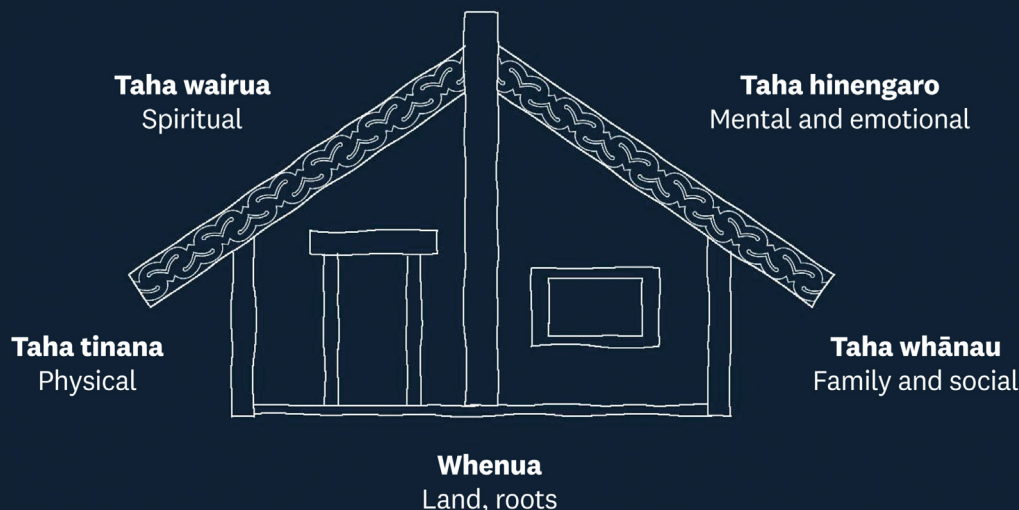 Taha wairua
Spiritual
Taha hinengaro
Mental and emotional
Taha tinana
Physical
Taha whānau
Family and social
Whenua
Land, roots